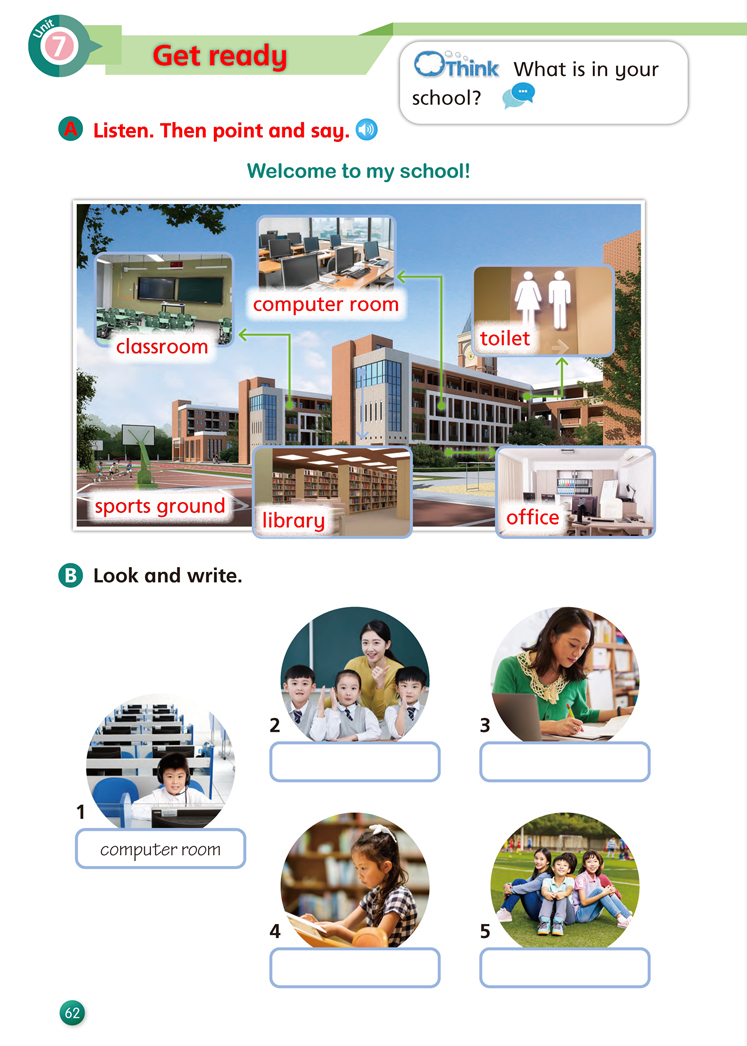 Unit
7
Get ready
Think What is in your
school?
A Listen. Then point and say.
Welcome to my school!
computer room
classroom
toilet
sports ground
library
office
B Look and write.
2
3
1
computer room
4
5
62